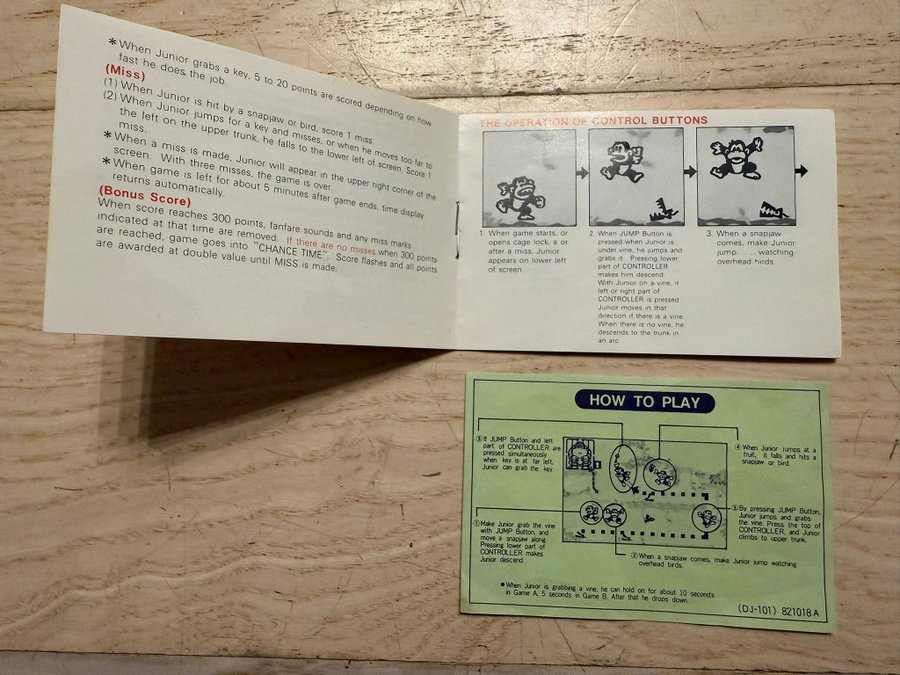 *When Junior grabs a key, 5 to 20 points are scored depending on how
fast he does the job.
(Miss)
(1) When Junior is hit by a snapjaw or bird, score 1 miss.
(2) When Junior jumps for a key and misses, or when he moves too far to
the left on the upper trunk, he falls to the lower left of screen. Score 1
miss.
*When a miss is made, Junior will appear in the upper right corner of the
screen. With three misses, the game is over.
*When game is left for about 5 minutes after game ends, time display
returns automatically.
(Bonus Score)
When score reaches 300 points, fanfare sounds and any miss marks
indicated at that time are removed. If there are no misses when 300 points
are reached, game goes into "CHANCE TIME". Score flashes and all points
are awarded at double value until MISS is made.
THE OPERATION OF CONTROL BUTTONS
1. When game starts, or
opens cage lock, a or
after a miss, Junior
appears on lower left
of screen.
2. When JUMP Button is
pressed when Junior is
under vine, he jumps and
grabs it. Pressing lower
part of CONTROLLER
makes him descend.
With Junior on a vine, if
left or right part of
CONTROLLER is pressed
Junior moves in that
direction if there is a vine.
When there is no vine, he
descends to the trunk in
an ard.
3. When a snapjaw
comes, make Junior
jump..... watching
overhead birds
HOW TO PLAY
⑤ If JUMP Button and left
part of CONTROLLER are
pressed simultaneously
when key is at far left,
Junior can grab the key.
④ When Junior jumps at a
fruit, it falls and hits a
snapjaw or bird.
① Make Junior grab the vine
with JUMP Button, and
move a snapjaw along.
Pressing lower part of
CONTROLLER makes
Junior descend.
③ By pressing JUMP Button,
Junior jumps and grabs
the vine. Press the top of
CONTROLLER, and Junior
climbs to upper trunk.
② When a snapjaw comes, make Junior jump watching
overhead birds.
● When Junior is grabbing a vine, he can hold on for about 10 seconds
in Game A, 5 seconds in Game B. After that he drops down.
(DJ-101) 821018 A